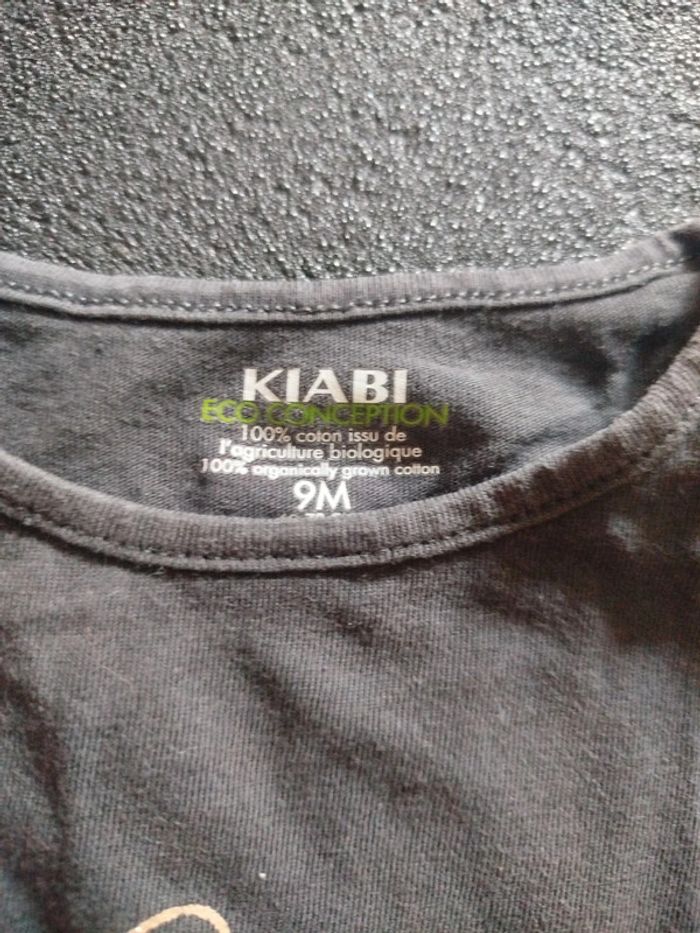 KIABI
ECO CONCEPTION
100% coton issu de
l'agriculture biologique
100% organically grown cotton
9M